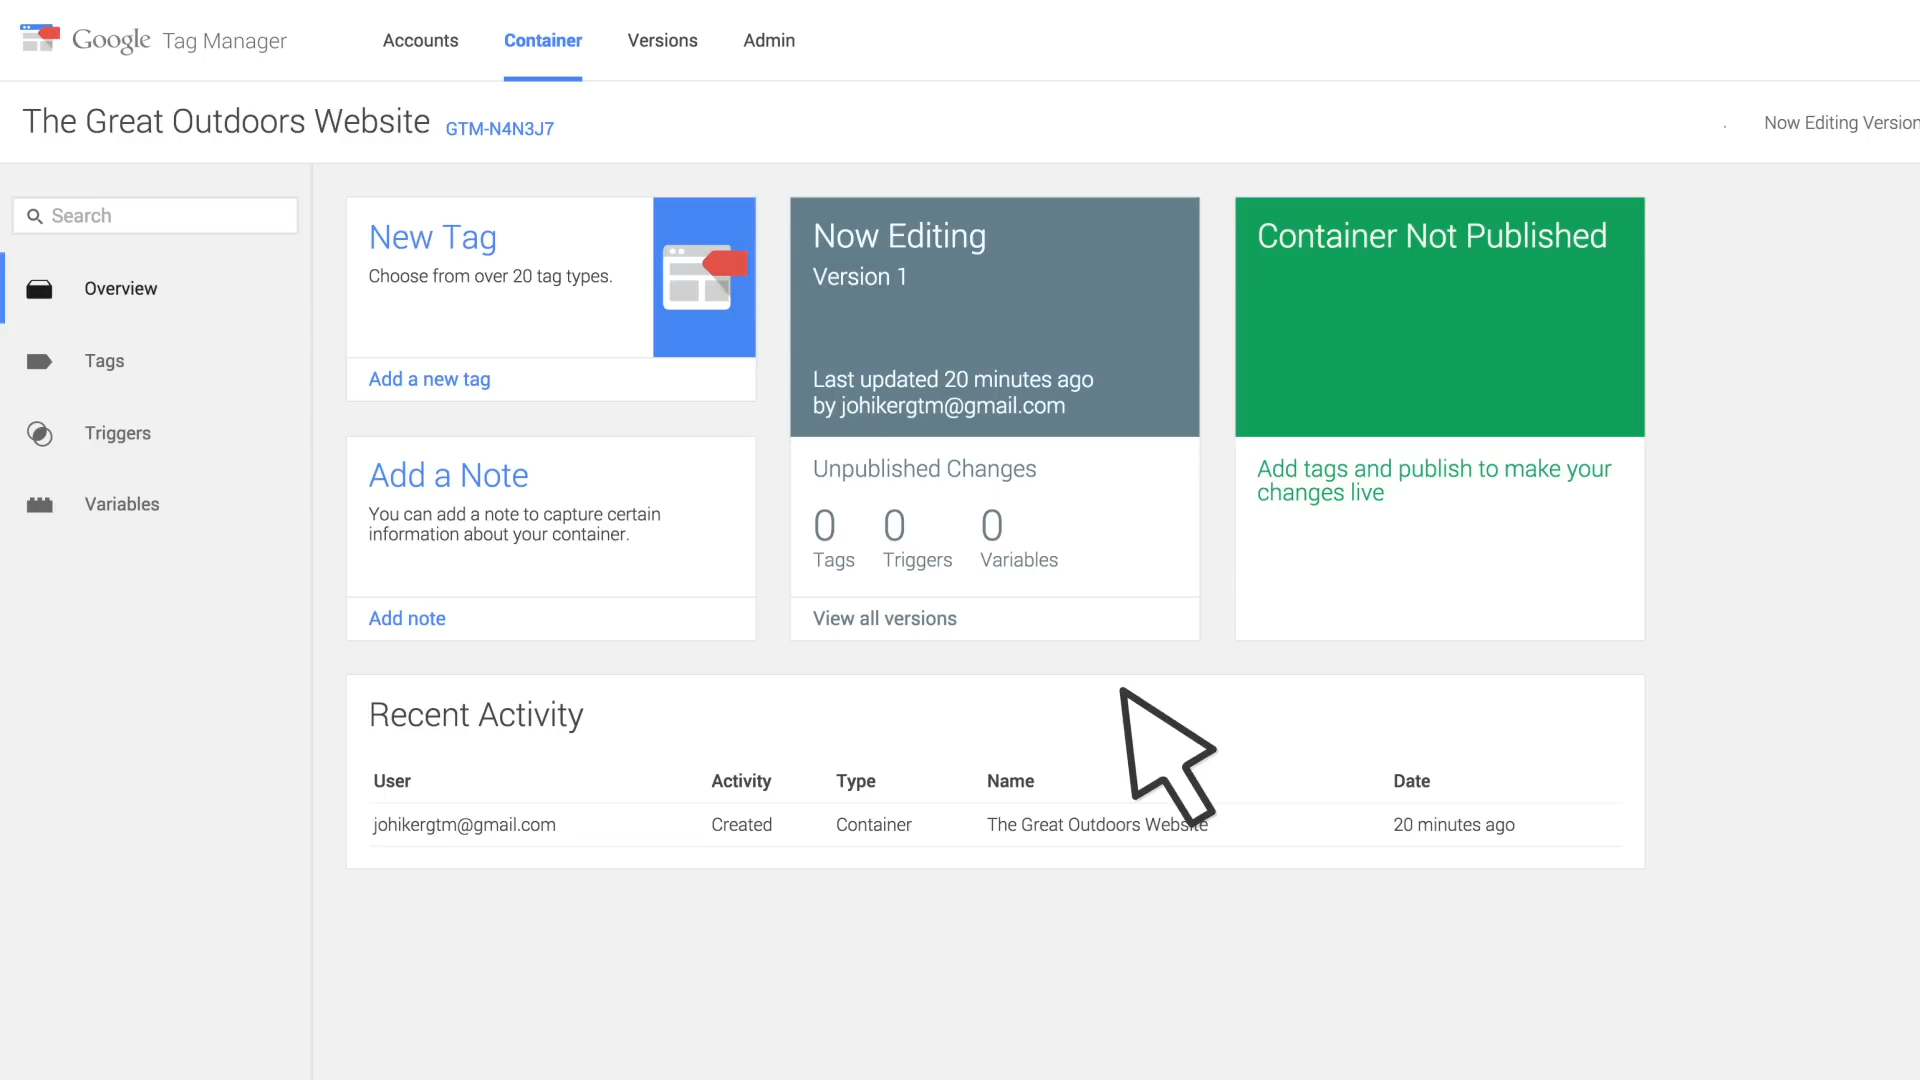 Google Tag Manager
Accounts
Container
Versions
Admin
The Great Outdoors Website GTM-N4N3J7
Now Editing Version
Search
Overview
Tags
Triggers
Variables
New Tag
Choose from over 20 tag types.
Add a new tag
Add a Note
You can add a note to capture certain
information about your container.
Add note
Now Editing
Version 1
Last updated 20 minutes ago
by johikergtm@gmail.com
Unpublished Changes
0 0 0
Tags Triggers Variables
View all versions
Container Not Published
Add tags and publish to make your
changes live
Recent Activity
User Activity Type Name Date
johikergtm@gmail.com Created Container The Great Outdoors Website 20 minutes ago